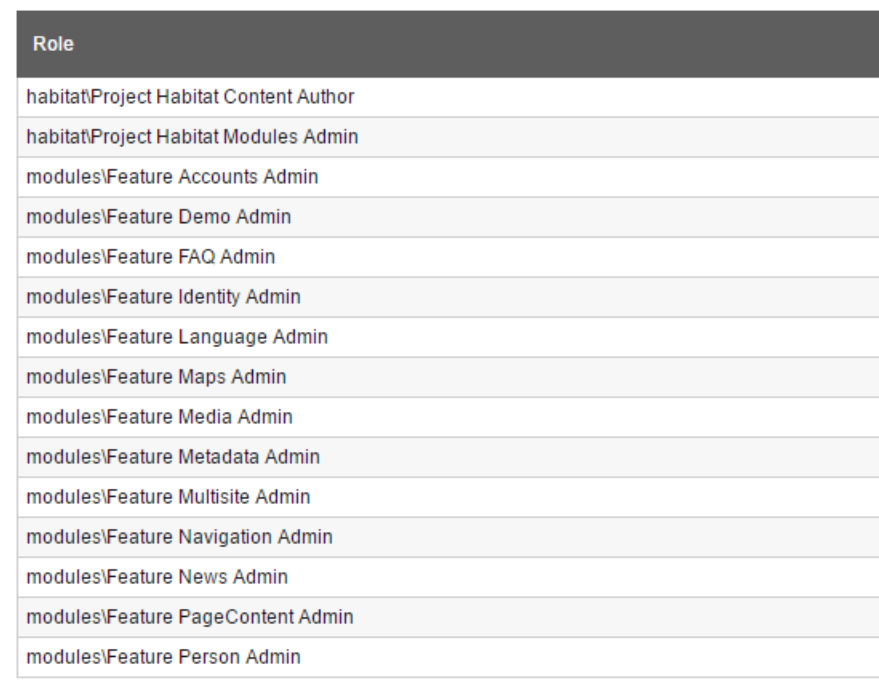 Role
habitat\Project Habitat Content Author
habitat\Project Habitat Modules Admin
modules\Feature Accounts Admin
modules\Feature Demo Admin
modules\Feature FAQ Admin
modules\Feature Identity Admin
modules\Feature Language Admin
modules\Feature Maps Admin
modules\Feature Media Admin
modules\Feature Metadata Admin
modules\Feature Multisite Admin
modules\Feature Navigation Admin
modules\Feature News Admin
modules\Feature PageContent Admin
modules\Feature Person Admin